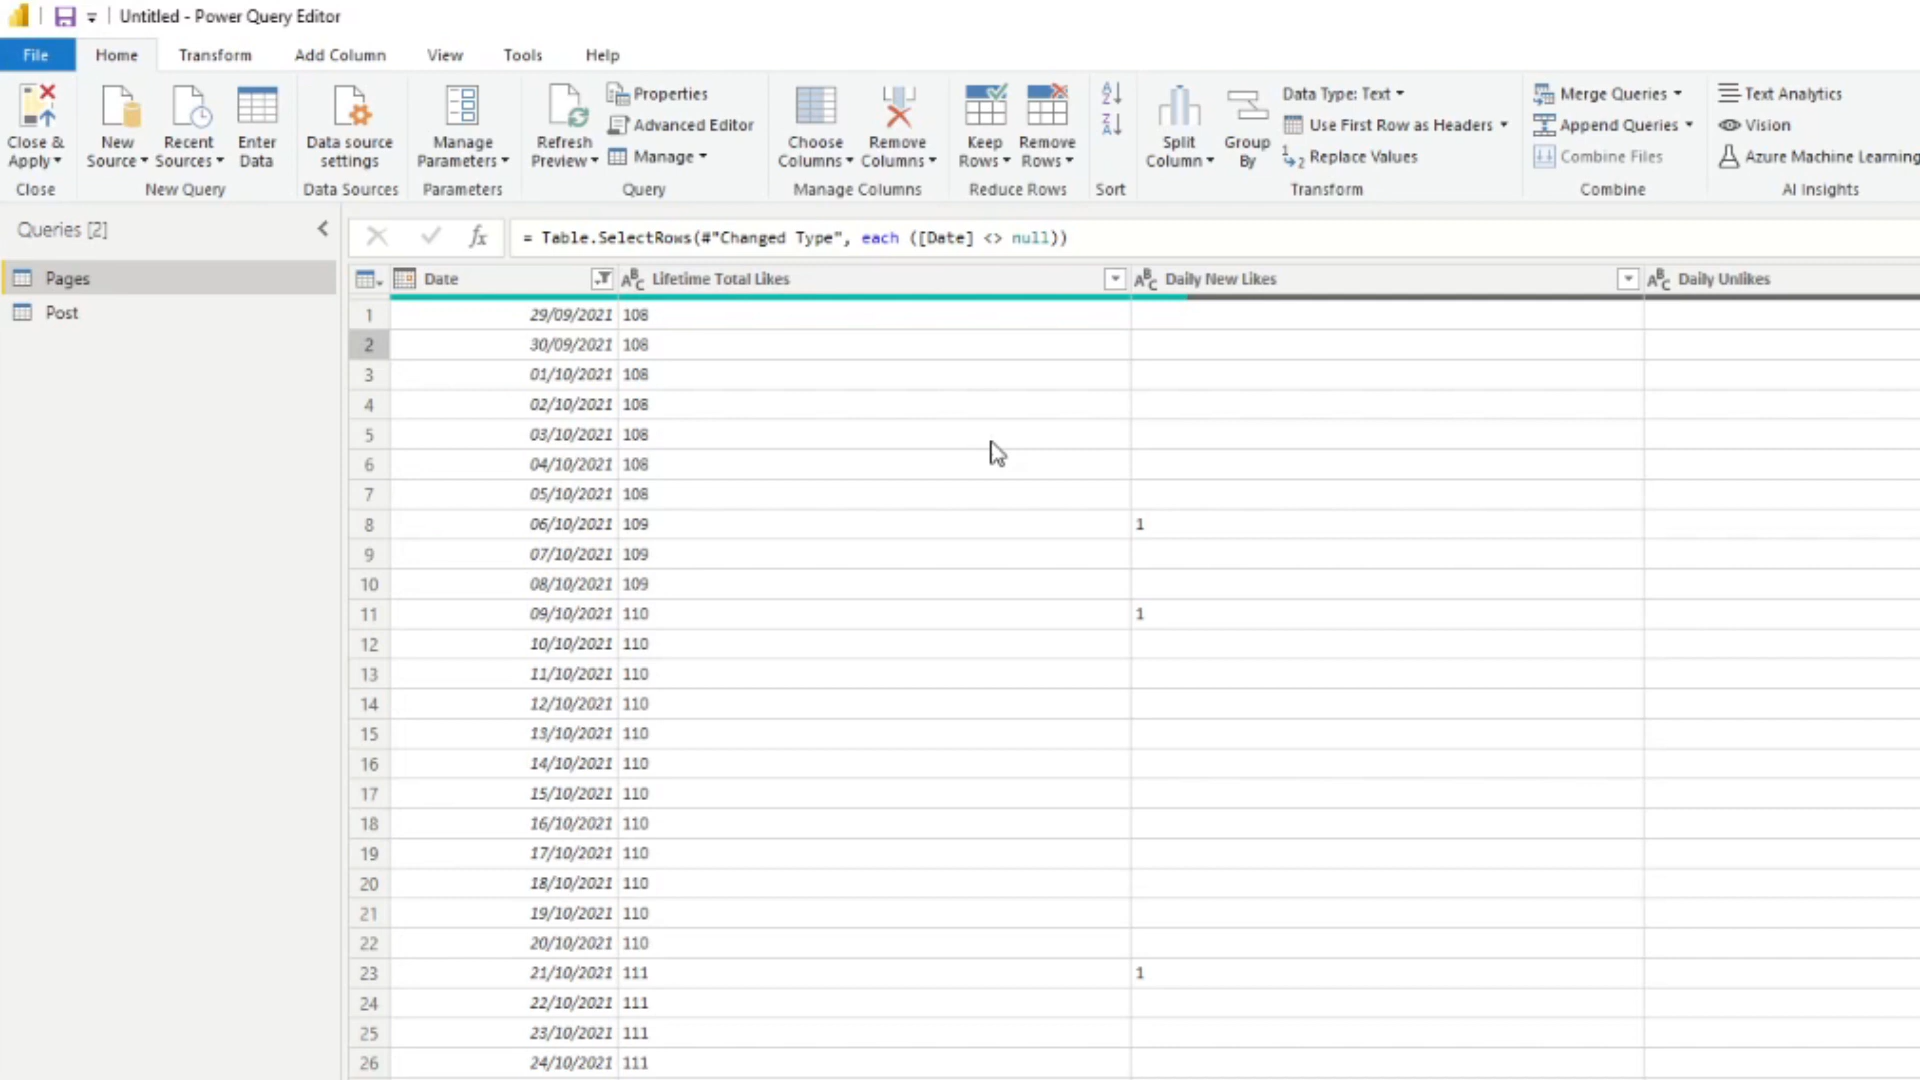 Untitled - Power Query Editor
File Home Transform Add Column View Tools Help
Close & Apply
New Source
Recent Sources
Enter Data
Data source settings
Manage Parameters
Refresh Preview
Properties
Advanced Editor
Manage
Choose Columns
Remove Columns
Keep Rows
Remove Rows
Split Column
Group By
Data Type: Text
Use First Row as Headers
Replace Values
Merge Queries
Append Queries
Combine Files
Text Analytics
Vision
Azure Machine Learning
Close New Query Data Sources Parameters Query Manage Columns Reduce Rows Sort Transform Combine AI Insights
Queries [2]
Pages
Post
fx = Table.SelectRows(#"Changed Type", each ([Date] <> null))
Date ABC Lifetime Total Likes ABC Daily New Likes ABC Daily Unlikes
1 29/09/2021 108
2 30/09/2021 108
3 01/10/2021 108
4 02/10/2021 108
5 03/10/2021 108
6 04/10/2021 108
7 05/10/2021 108
8 06/10/2021 109 1
9 07/10/2021 109
10 08/10/2021 109
11 09/10/2021 110 1
12 10/10/2021 110
13 11/10/2021 110
14 12/10/2021 110
15 13/10/2021 110
16 14/10/2021 110
17 15/10/2021 110
18 16/10/2021 110
19 17/10/2021 110
20 18/10/2021 110
21 19/10/2021 110
22 20/10/2021 110
23 21/10/2021 111 1
24 22/10/2021 111
25 23/10/2021 111
26 24/10/2021 111